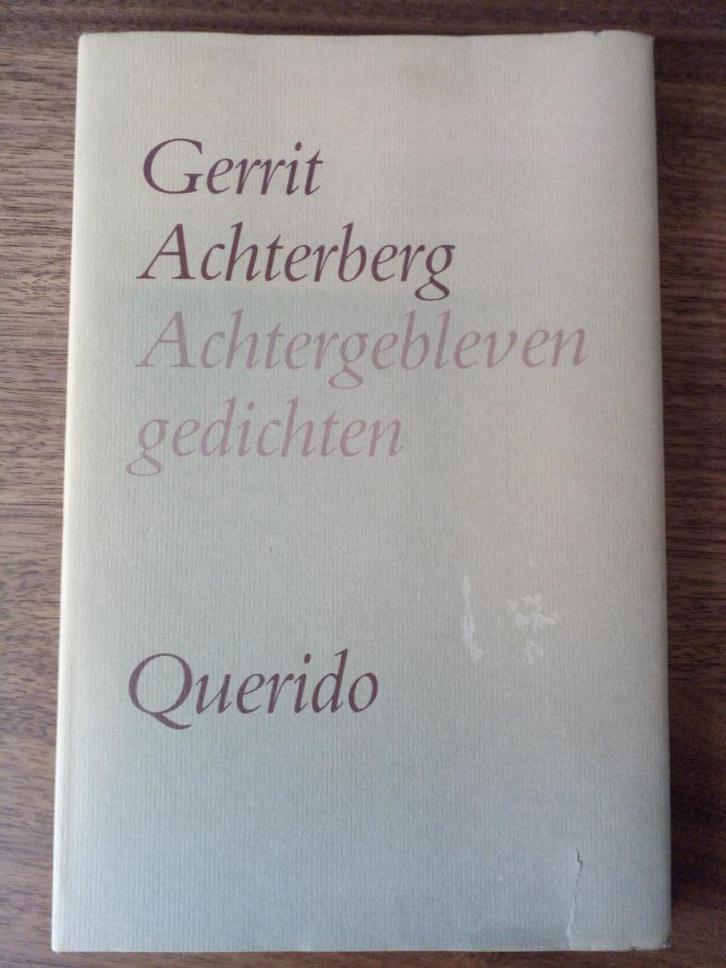 Gerrit
Achterberg
Achtergebleven
gedichten
Querido